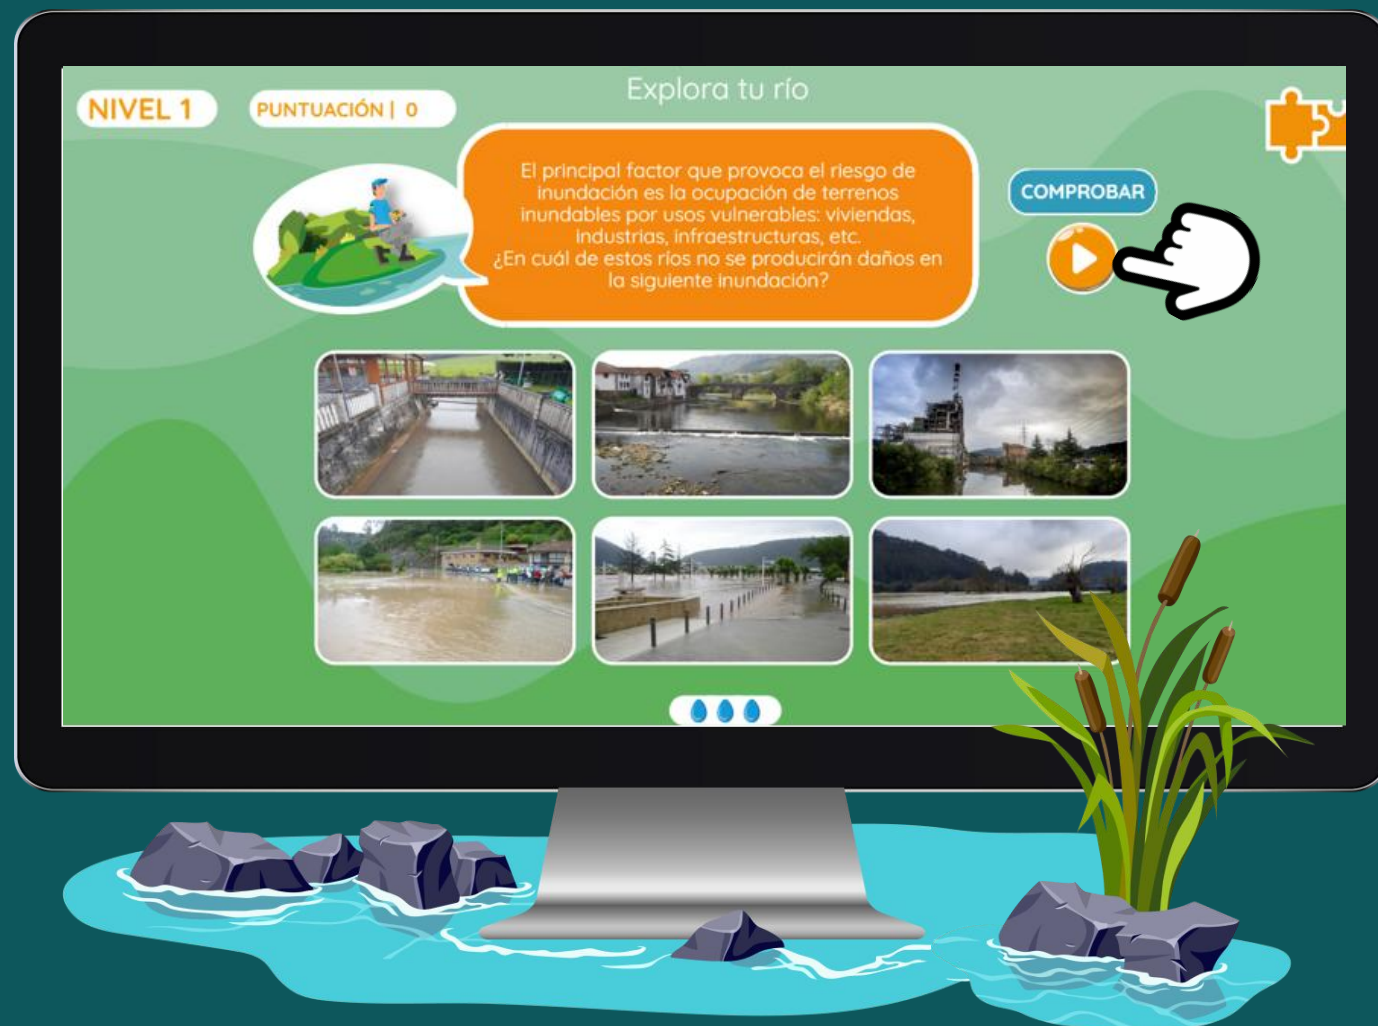 Explora tu río
NIVEL 1
PUNTUACIÓN | 0
El principal factor que provoca el riesgo de
inundación es la ocupación de terrenos
inundables por usos vulnerables: viviendas,
industrias, infraestructuras, etc.
¿En cuál de estos ríos no se producirán daños en
la siguiente inundación?
COMPROBAR